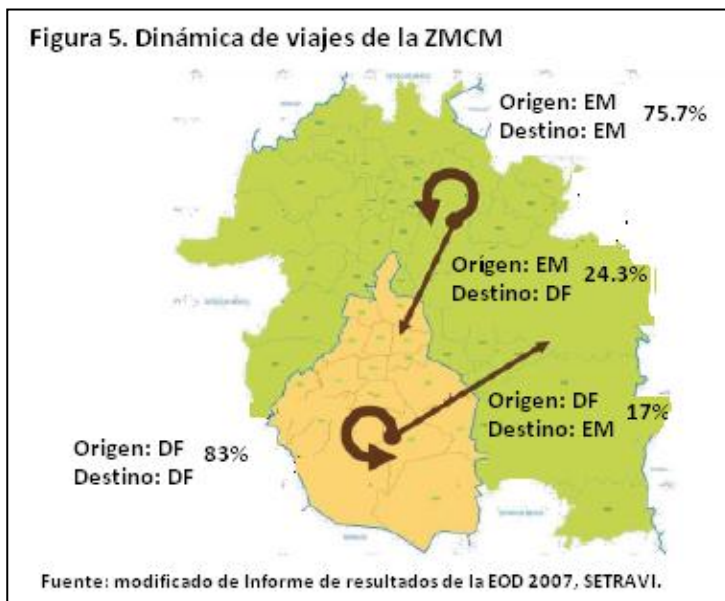 Figura 5. Dinámica de viajes de la ZMCM
Origen: EM
Destino: EM
75.7%
Origen: EM
Destino: DF
24.3%
Origen: DF
Destino: EM
17%
Origen: DF
Destino: DF
83%
Fuente: modificado de Informe de resultados de la EOD 2007, SETRAVI.